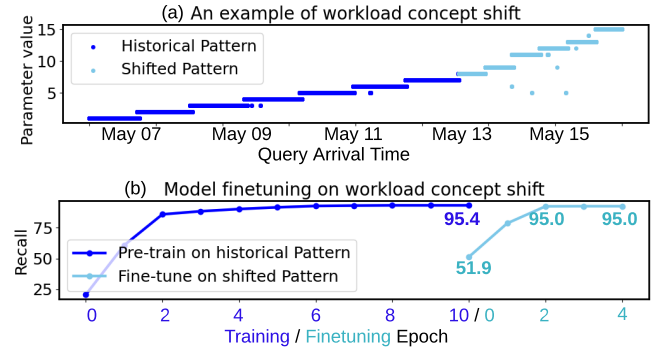 (a) An example of workload concept shift
Parameter value
15
10
5
Historical Pattern
Shifted Pattern
May 07 May 09 May 11 May 13 May 15
Query Arrival Time
(b) Model finetuning on workload concept shift
Recall
75
50
25
95.4 95.0 95.0
51.9
Pre-train on historical Pattern
Fine-tune on shifted Pattern
0 2 4 6 8 10 / 0 2 4
Training / Finetuning Epoch